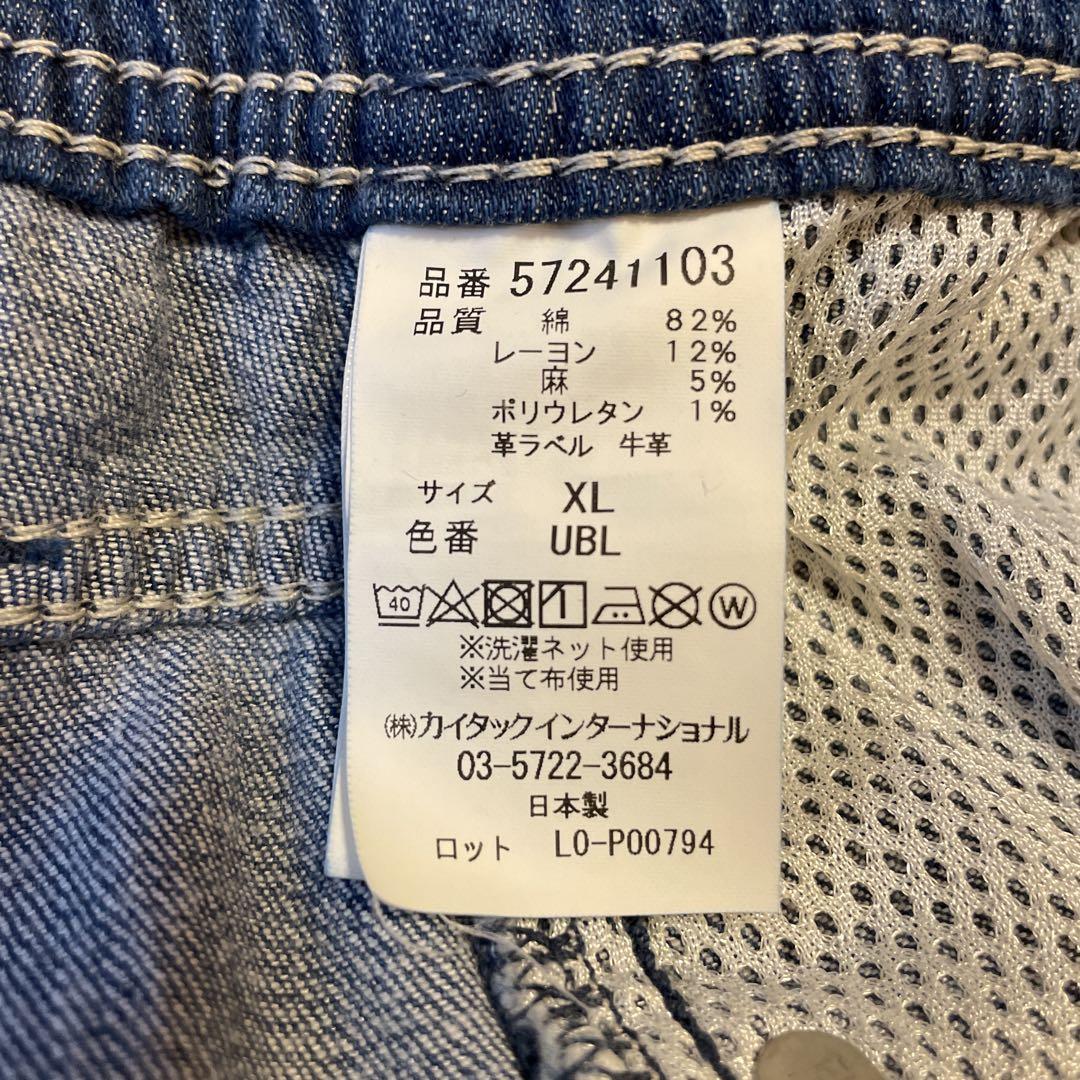 品番 57241103
品質 綿 82%
レーヨン 12%
麻 5%
ポリウレタン 1%
革ラベル 牛革
サイズ XL
色番 UBL
40 1 W
※洗濯ネット使用
※当て布使用
㈱カイタックインターナショナル
03-5722-3684
日本製
ロット LO-P00794